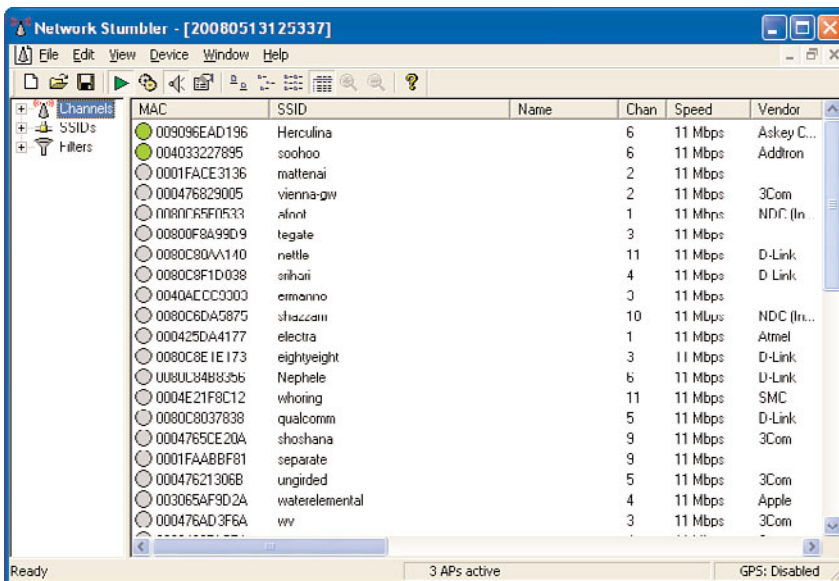 Network Stumbler - [20080513125337]
File Edit View Device Window Help
Channels
SSIDs
Filters
MAC SSID Name Chan Speed Vendor
009096EAD196 Herculina 6 11 Mbps Askey C...
004033227895 soohoo 6 11 Mbps Addtron
0001FACE3136 mattenai 2 11 Mbps
000476829005 vienna-gw 2 11 Mbps 3Com
0080C65F0533 afoot 1 11 Mbps NDC (In...
00800F8A99D9 tegate 3 11 Mbps
0080C80AA140 nettle 11 11 Mbps D-Link
0080C8F1D038 srihari 4 11 Mbps D-Link
ermanno 3 11 Mbps
0080C6DA5875 shazzam 10 11 Mbps NDC (In...
000425DA4177 electra 1 11 Mbps Atmel
0080C8E1E173 eightyeight 3 11 Mbps D-Link
0080C84B8356 Nephele 6 11 Mbps D-Link
0004E21F8C12 whoring 11 11 Mbps SMC
0080C8037838 qualcomm 5 11 Mbps D-Link
0004765CE20A shoshana 9 11 Mbps 3Com
0001FAABBF81 separate 9 11 Mbps
00047621306B ungirded 5 11 Mbps 3Com
003065AF9D2A waterelemental 4 11 Mbps Apple
000476AD3F6A wv 3 11 Mbps 3Com
Ready 3 APs active GPS: Disabled